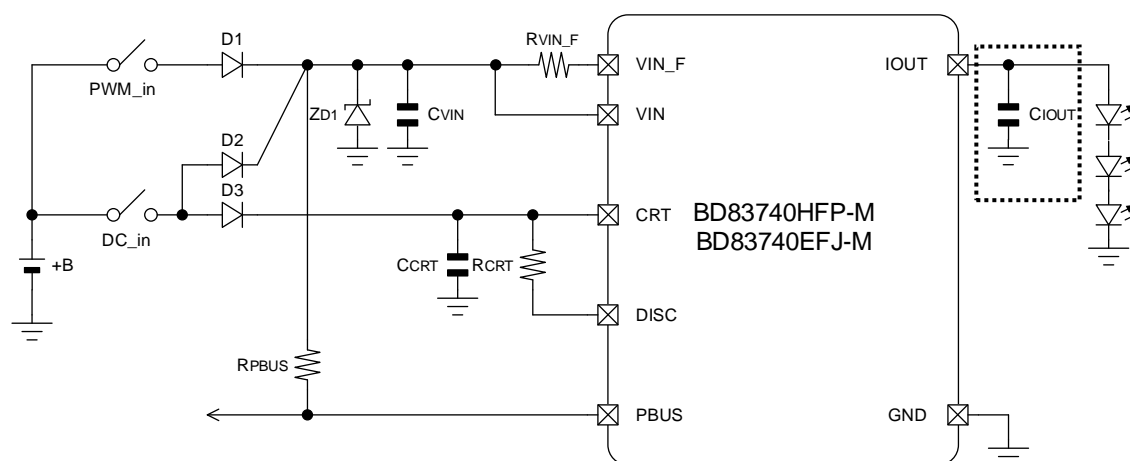 D1
RVIN_F
VIN_F
IOUT
PWM_in
ZD1
CVIN
VIN
CIOUT
D2
D3
CRT
BD83740HFP-M
BD83740EFJ-M
DC_in
+B
CCRT
RCRT
DISC
RPBUS
PBUS
GND